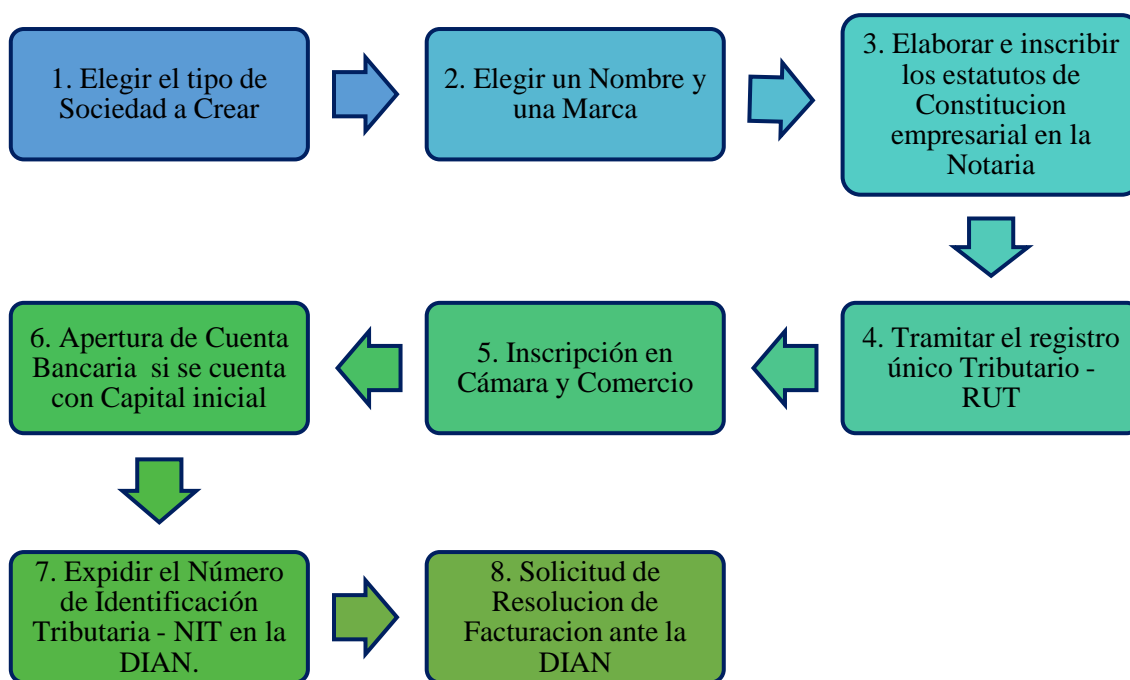 1. Elegir el tipo de
Sociedad a Crear
2. Elegir un Nombre y
una Marca
3. Elaborar e inscribir
los estatutos de
Constitucion
empresarial en la
Notaria
4. Tramitar el registro
único Tributario -
RUT
5. Inscripción en
Cámara y Comercio
6. Apertura de Cuenta
Bancaria si se cuenta
con Capital inicial
7. Expidir el Número
de Identificación
Tributaria - NIT en la
DIAN.
8. Solicitud de
Resolucion de
Facturacion ante la
DIAN